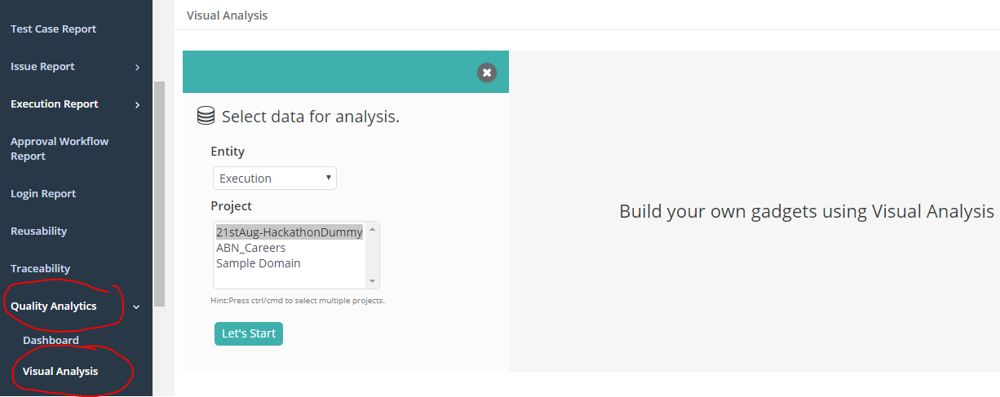 Test Case Report
Issue Report
Execution Report
Approval Workflow
Report
Login Report
Reusability
Traceability
Quality Analytics
Dashboard
Visual Analysis
Visual Analysis
Select data for analysis.
Entity
Execution
Project
21stAug-HackathonDummy
ABN_Careers
Sample Domain
Hint:Press ctrl/cmd to select multiple projects.
Let's Start
Build your own gadgets using Visual Analysis